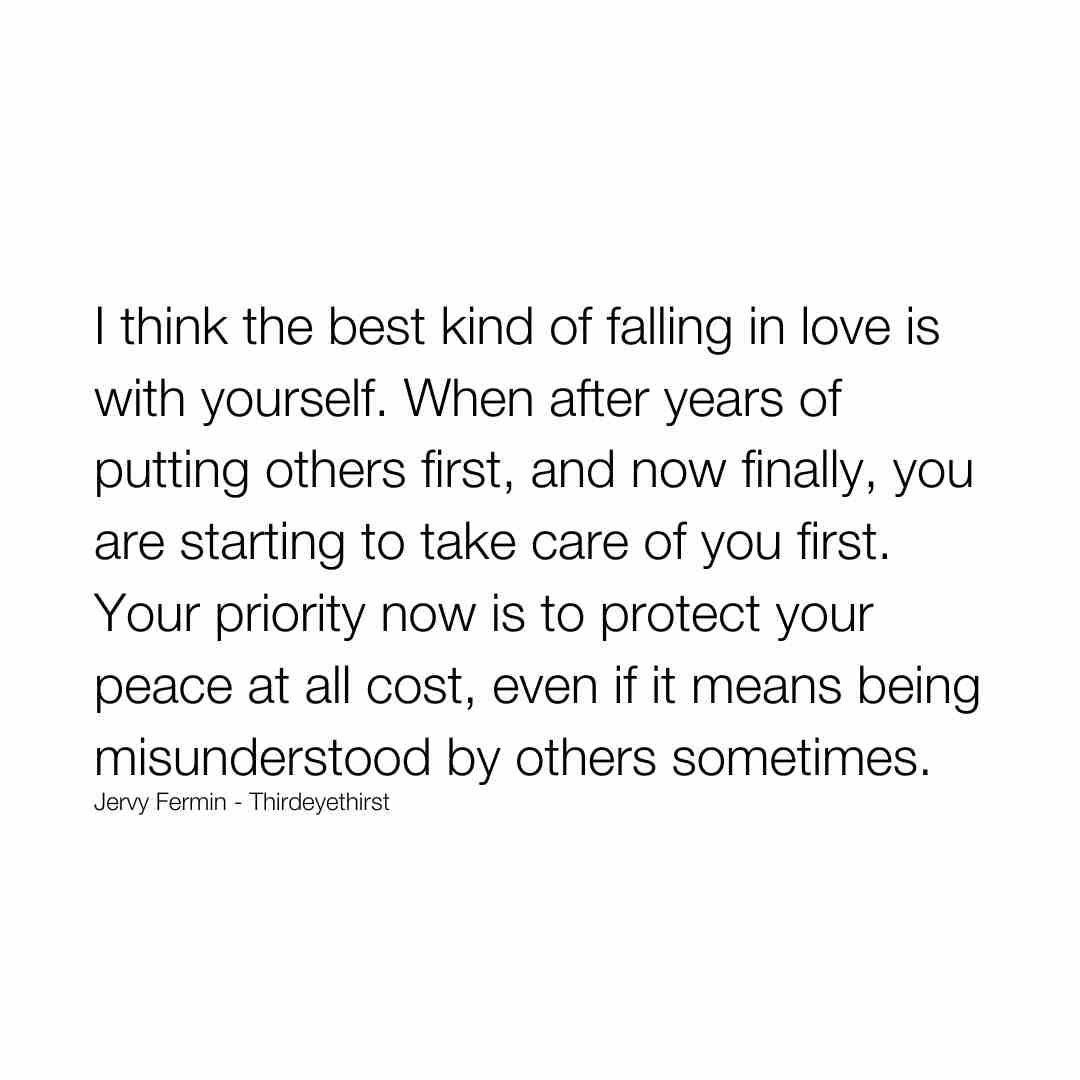 I think the best kind of falling in love is
with yourself. When after years of
putting others first, and now finally, you
are starting to take care of you first.
Your priority now is to protect your
peace at all cost, even if it means being
misunderstood by others sometimes.
Jervy Fermin - Thirdeyethirst